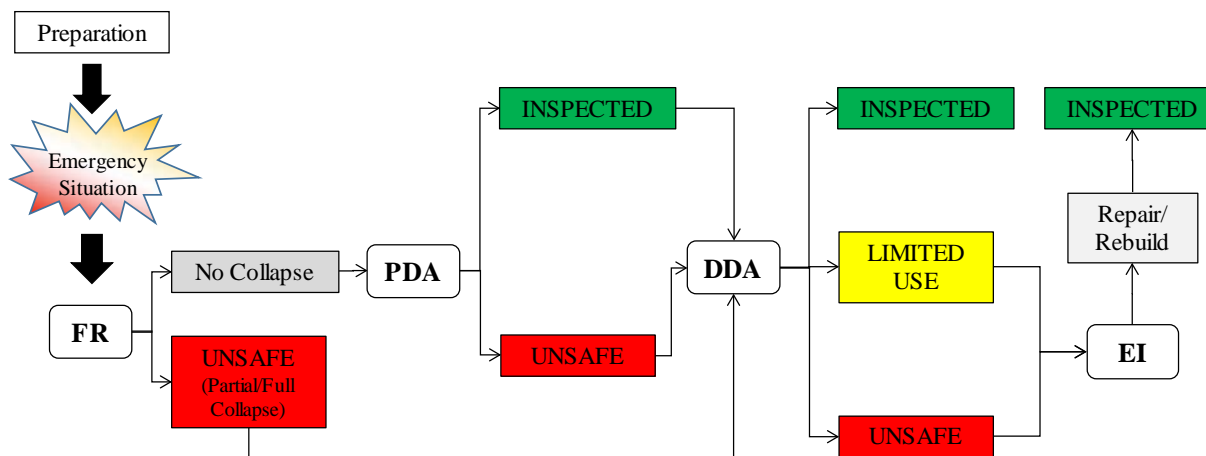 Preparation
Emergency
Situation
FR
No Collapse
UNSAFE
(Partial/Full
Collapse)
PDA
INSPECTED
UNSAFE
DDA
INSPECTED
LIMITED
USE
UNSAFE
EI
Repair/
Rebuild
INSPECTED